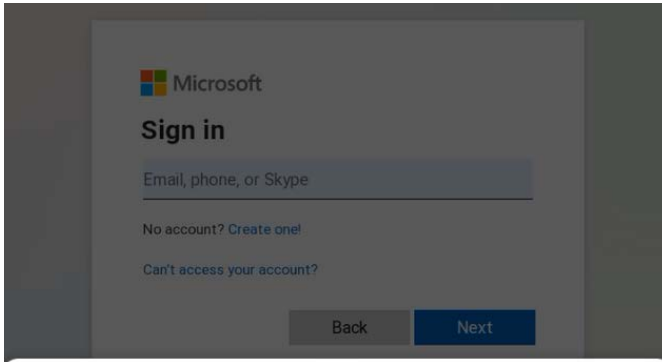 Microsoft
Sign in
Email, phone, or Skype
No account? Create one!
Can't access your account?
Back
Next